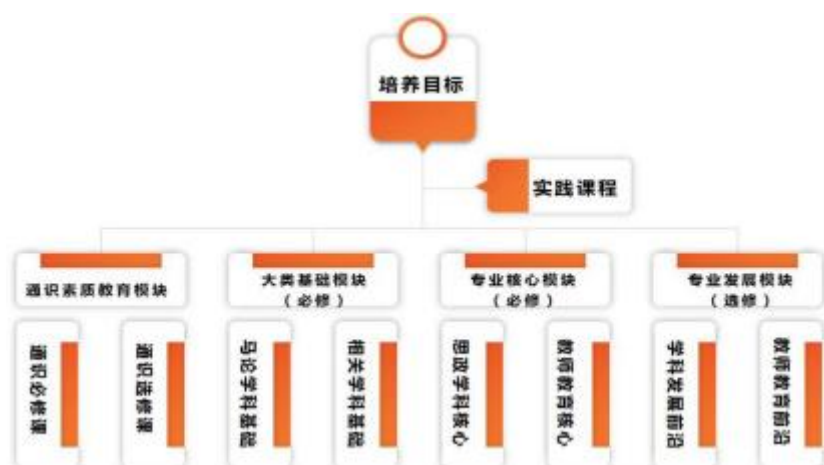 培养目标
实践课程
通识素质教育模块
大类基础模块
（必修）
专业核心模块
（必修）
专业发展模块
（选修）
通识必修课
通识选修课
马论学科基础
相关学科基础
思政学科核心
教师教育核心
学科发展前沿
教师教育前沿